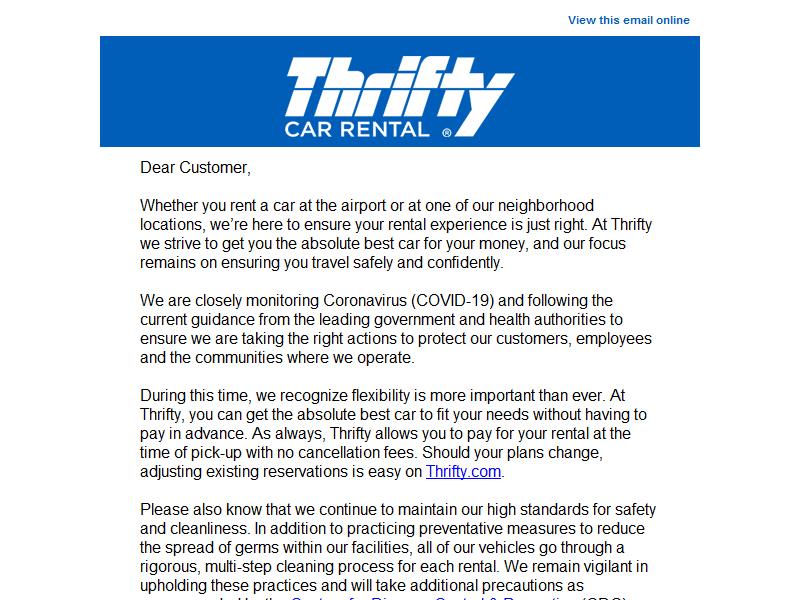 View this email online
Thrifty
CAR RENTAL ®
Dear Customer,
Whether you rent a car at the airport or at one of our neighborhood
locations, we’re here to ensure your rental experience is just right. At Thrifty
we strive to get you the absolute best car for your money, and our focus
remains on ensuring you travel safely and confidently.
We are closely monitoring Coronavirus (COVID-19) and following the
current guidance from the leading government and health authorities to
ensure we are taking the right actions to protect our customers, employees
and the communities where we operate.
During this time, we recognize flexibility is more important than ever. At
Thrifty, you can get the absolute best car to fit your needs without having to
pay in advance. As always, Thrifty allows you to pay for your rental at the
time of pick-up with no cancellation fees. Should your plans change,
adjusting existing reservations is easy on Thrifty.com.
Please also know that we continue to maintain our high standards for safety
and cleanliness. In addition to practicing preventative measures to reduce
the spread of germs within our facilities, all of our vehicles go through a
rigorous, multi-step cleaning process for each rental. We remain vigilant in
upholding these practices and will take additional precautions as